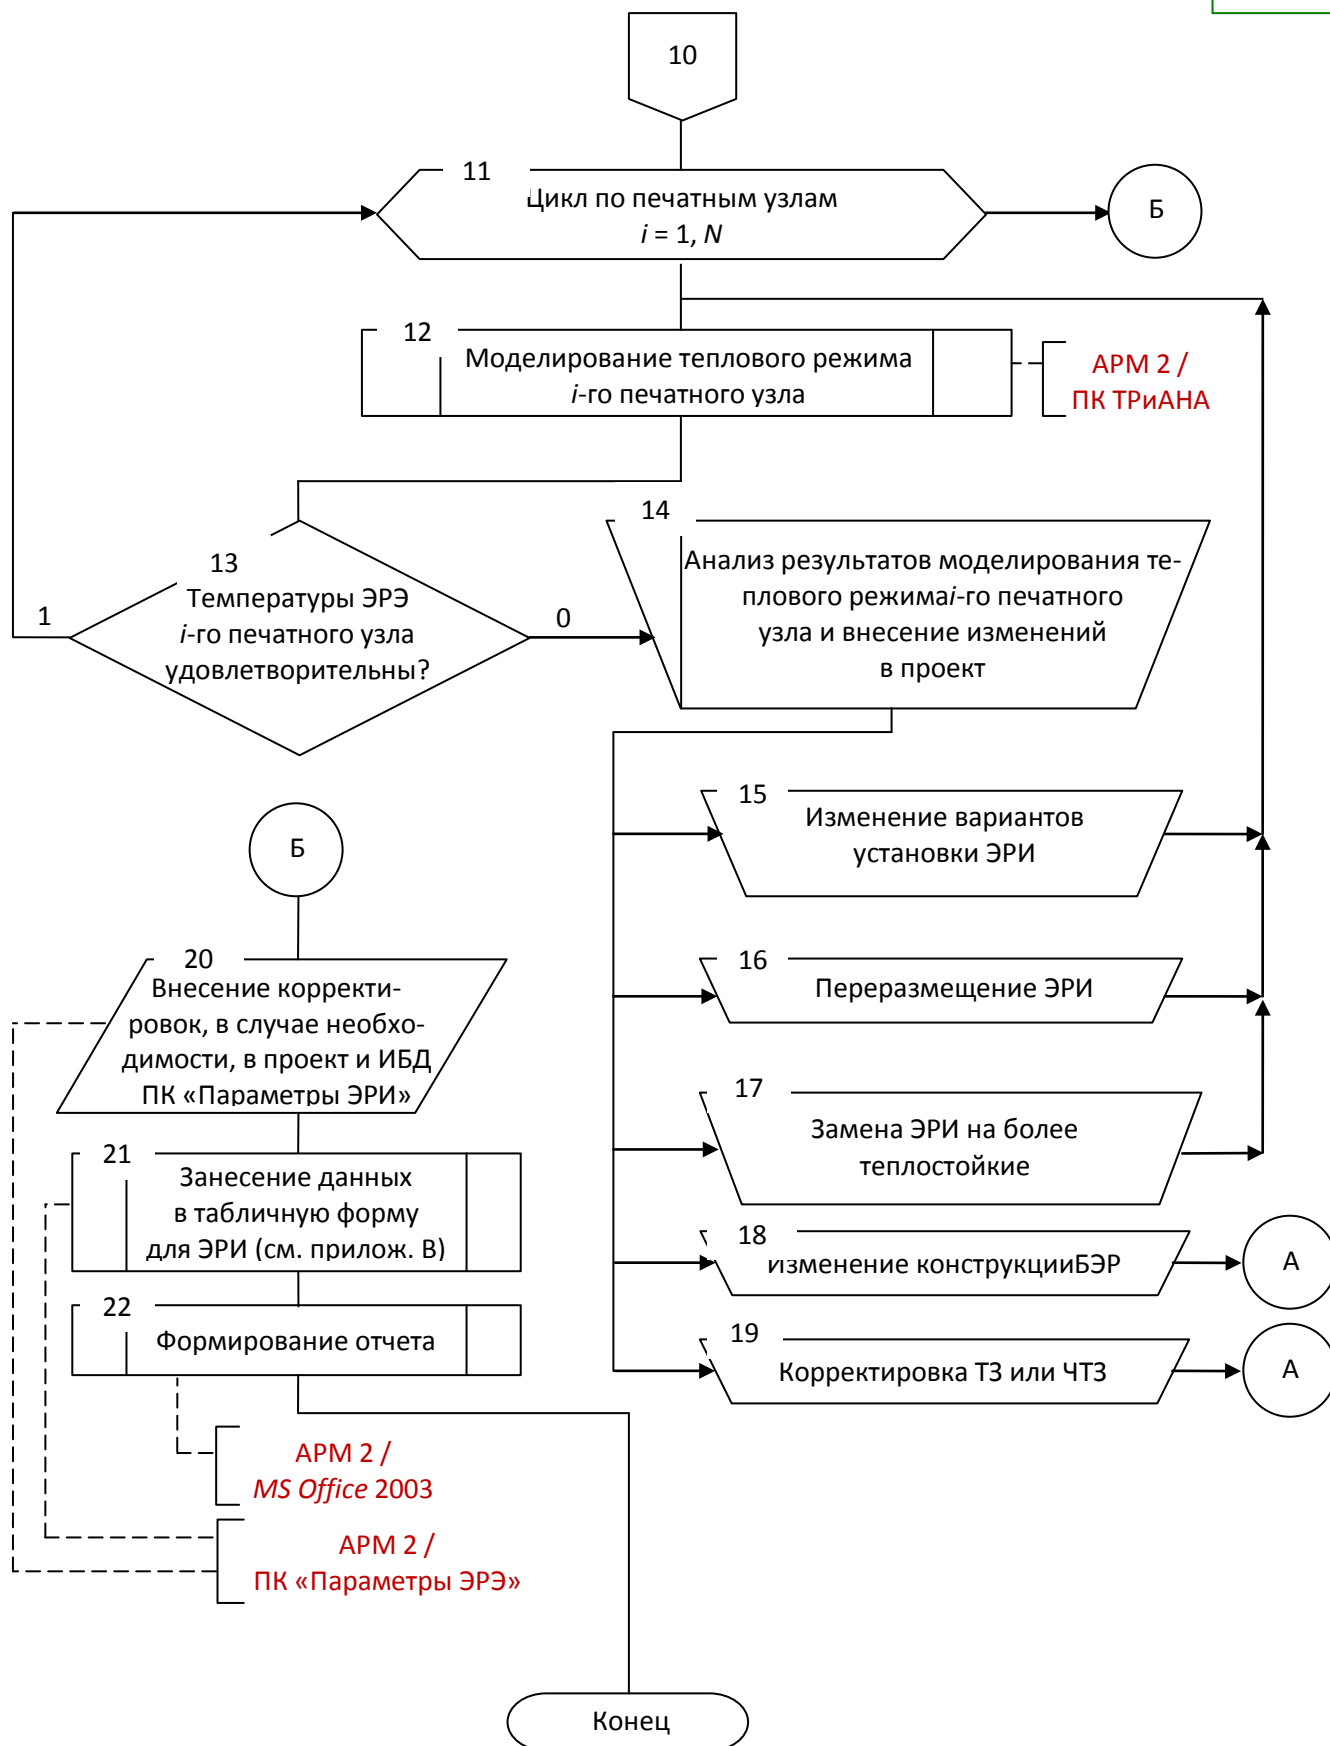 10
11
Цикл по печатным узлам
i = 1, N
Б
12
Моделирование теплового режима
i-го печатного узла
АРМ 2 /
ПК ТРиАНА
13
Температуры ЭРЭ
i-го печатного узла
удовлетворительны?
1
0
14
Анализ результатов моделирования те-
плового режимаi-го печатного
узла и внесение изменений
в проект
15
Изменение вариантов
установки ЭРИ
16
Переразмещение ЭРИ
17
Замена ЭРИ на более
теплостойкие
18
Изменение конструкцииБЭР
А
19
Корректировка ТЗ или ЧТЗ
А
Б
20
Внесение корректи-
ровок, в случае необхо-
димости, в проект и ИБД
ПК «Параметры ЭРИ»
21
Занесение данных
в табличную форму
для ЭРИ (см. прилож. В)
22
Формирование отчета
АРМ 2 /
MS Office 2003
АРМ 2 /
ПК «Параметры ЭРЭ»
Конец